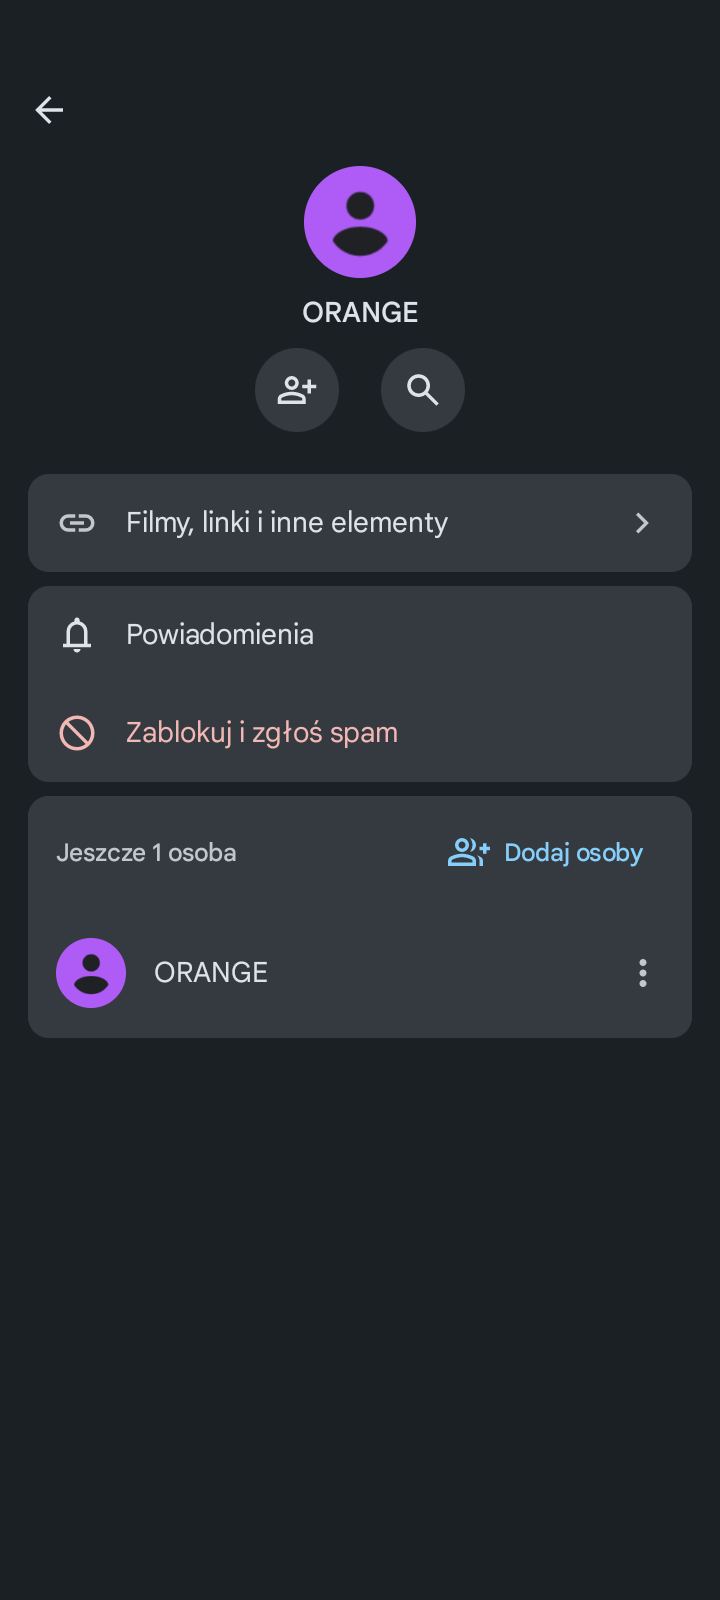 ORANGE
Filmy, linki i inne elementy
Powiadomienia
Zablokuj i zgłoś spam
Jeszcze 1 osoba
Dodaj osoby
ORANGE